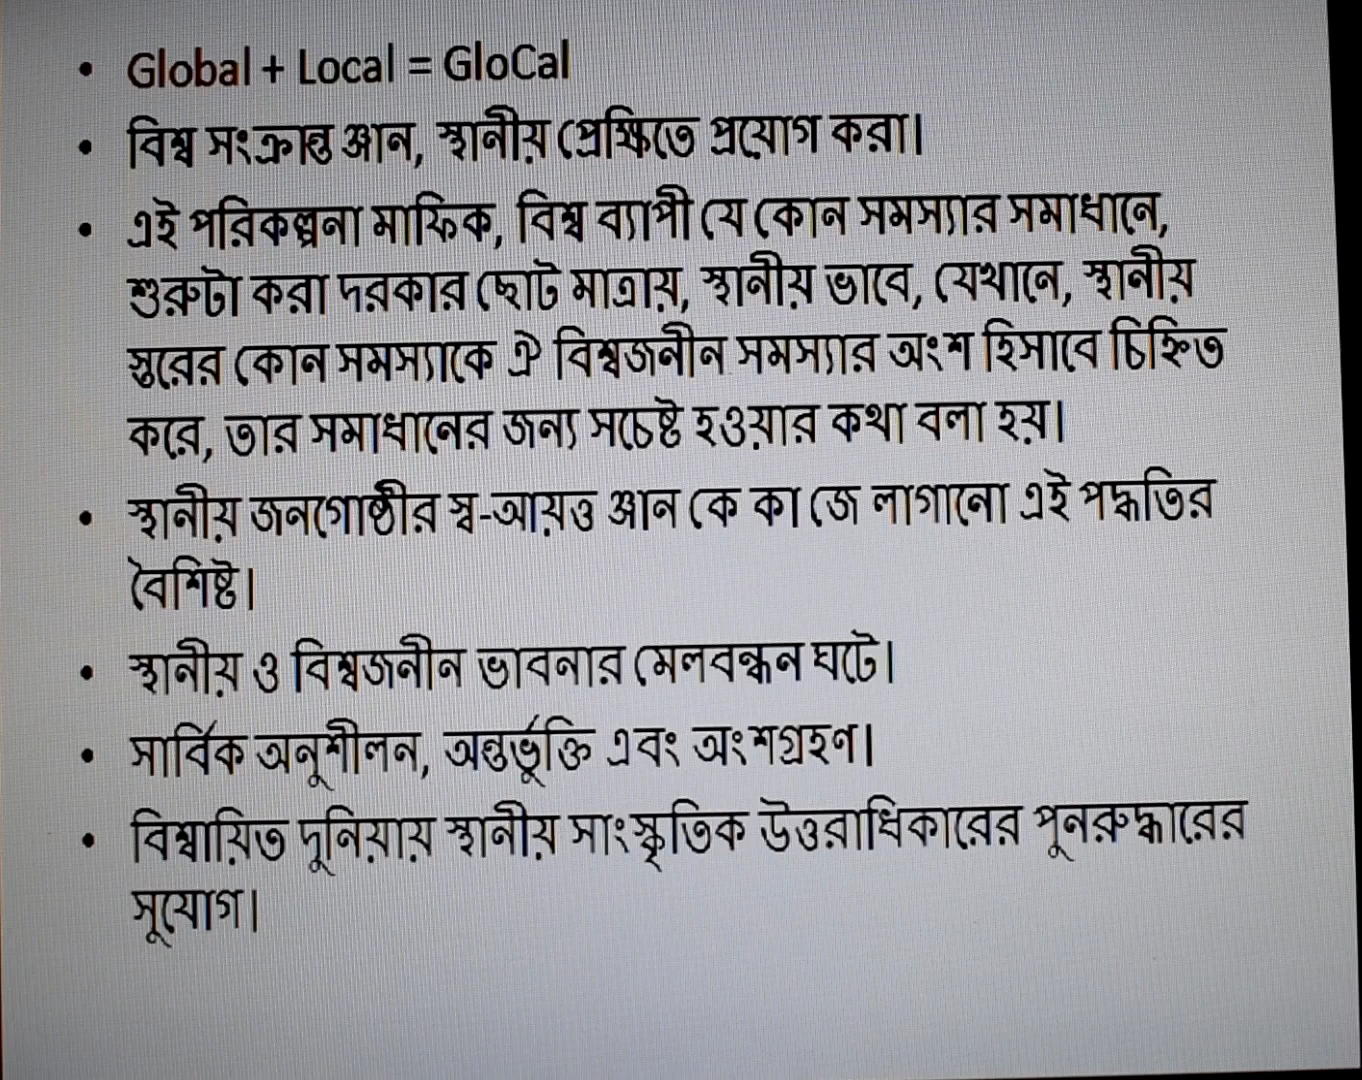 • Global + Local = GloCal
• বিশ্ব সংক্রান্ত জ্ঞান, স্থানীয় প্রেক্ষিতে প্রয়োগ করা।
• এই পরিকল্পনা মাফিক, বিশ্ব ব্যাপী যে কোন সমস্যার সমাধানে,
শুরুটা করা দরকার ছোট মাত্রায়, স্থানীয় ভাবে, যেখানে, স্থানীয়
স্তরের কোন সমস্যাকে ঐ বিশ্বজনীন সমস্যার অংশ হিসাবে চিহ্নিত
করে, তার সমাধানের জন্য সচেষ্ট হওয়ার কথা বলা হয়।
• স্থানীয় জনগোষ্ঠীর স্ব-আয়ত্ত জ্ঞান কে কা জে লাগানো এই পদ্ধতির
বৈশিষ্ট।
• স্থানীয় ও বিশ্বজনীন ভাবনার মেলবন্ধন ঘটে।
• সার্বিক অনূশীলন, অন্তর্ভূক্তি এবং অংশগ্রহণ।
• বিশ্বায়িত দূনিয়ায় স্থানীয় সাংস্কৃতিক উত্তরাধিকারের পূনরুদ্ধারের
সূযোগ।